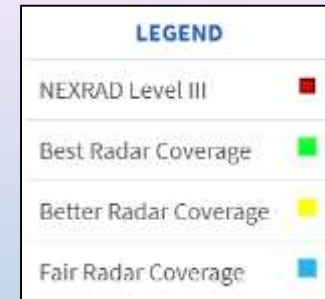 LEGEND
NEXRAD Level III
Best Radar Coverage
Better Radar Coverage
Fair Radar Coverage